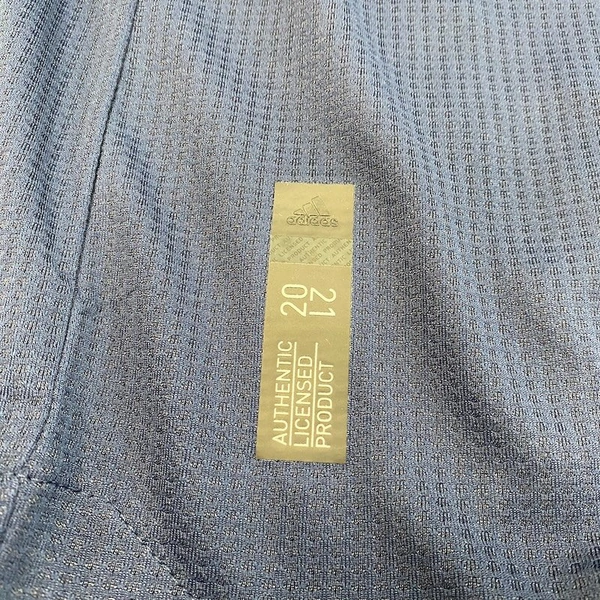 adidas
20
21
AUTHENTIC
LICENSED
PRODUCT